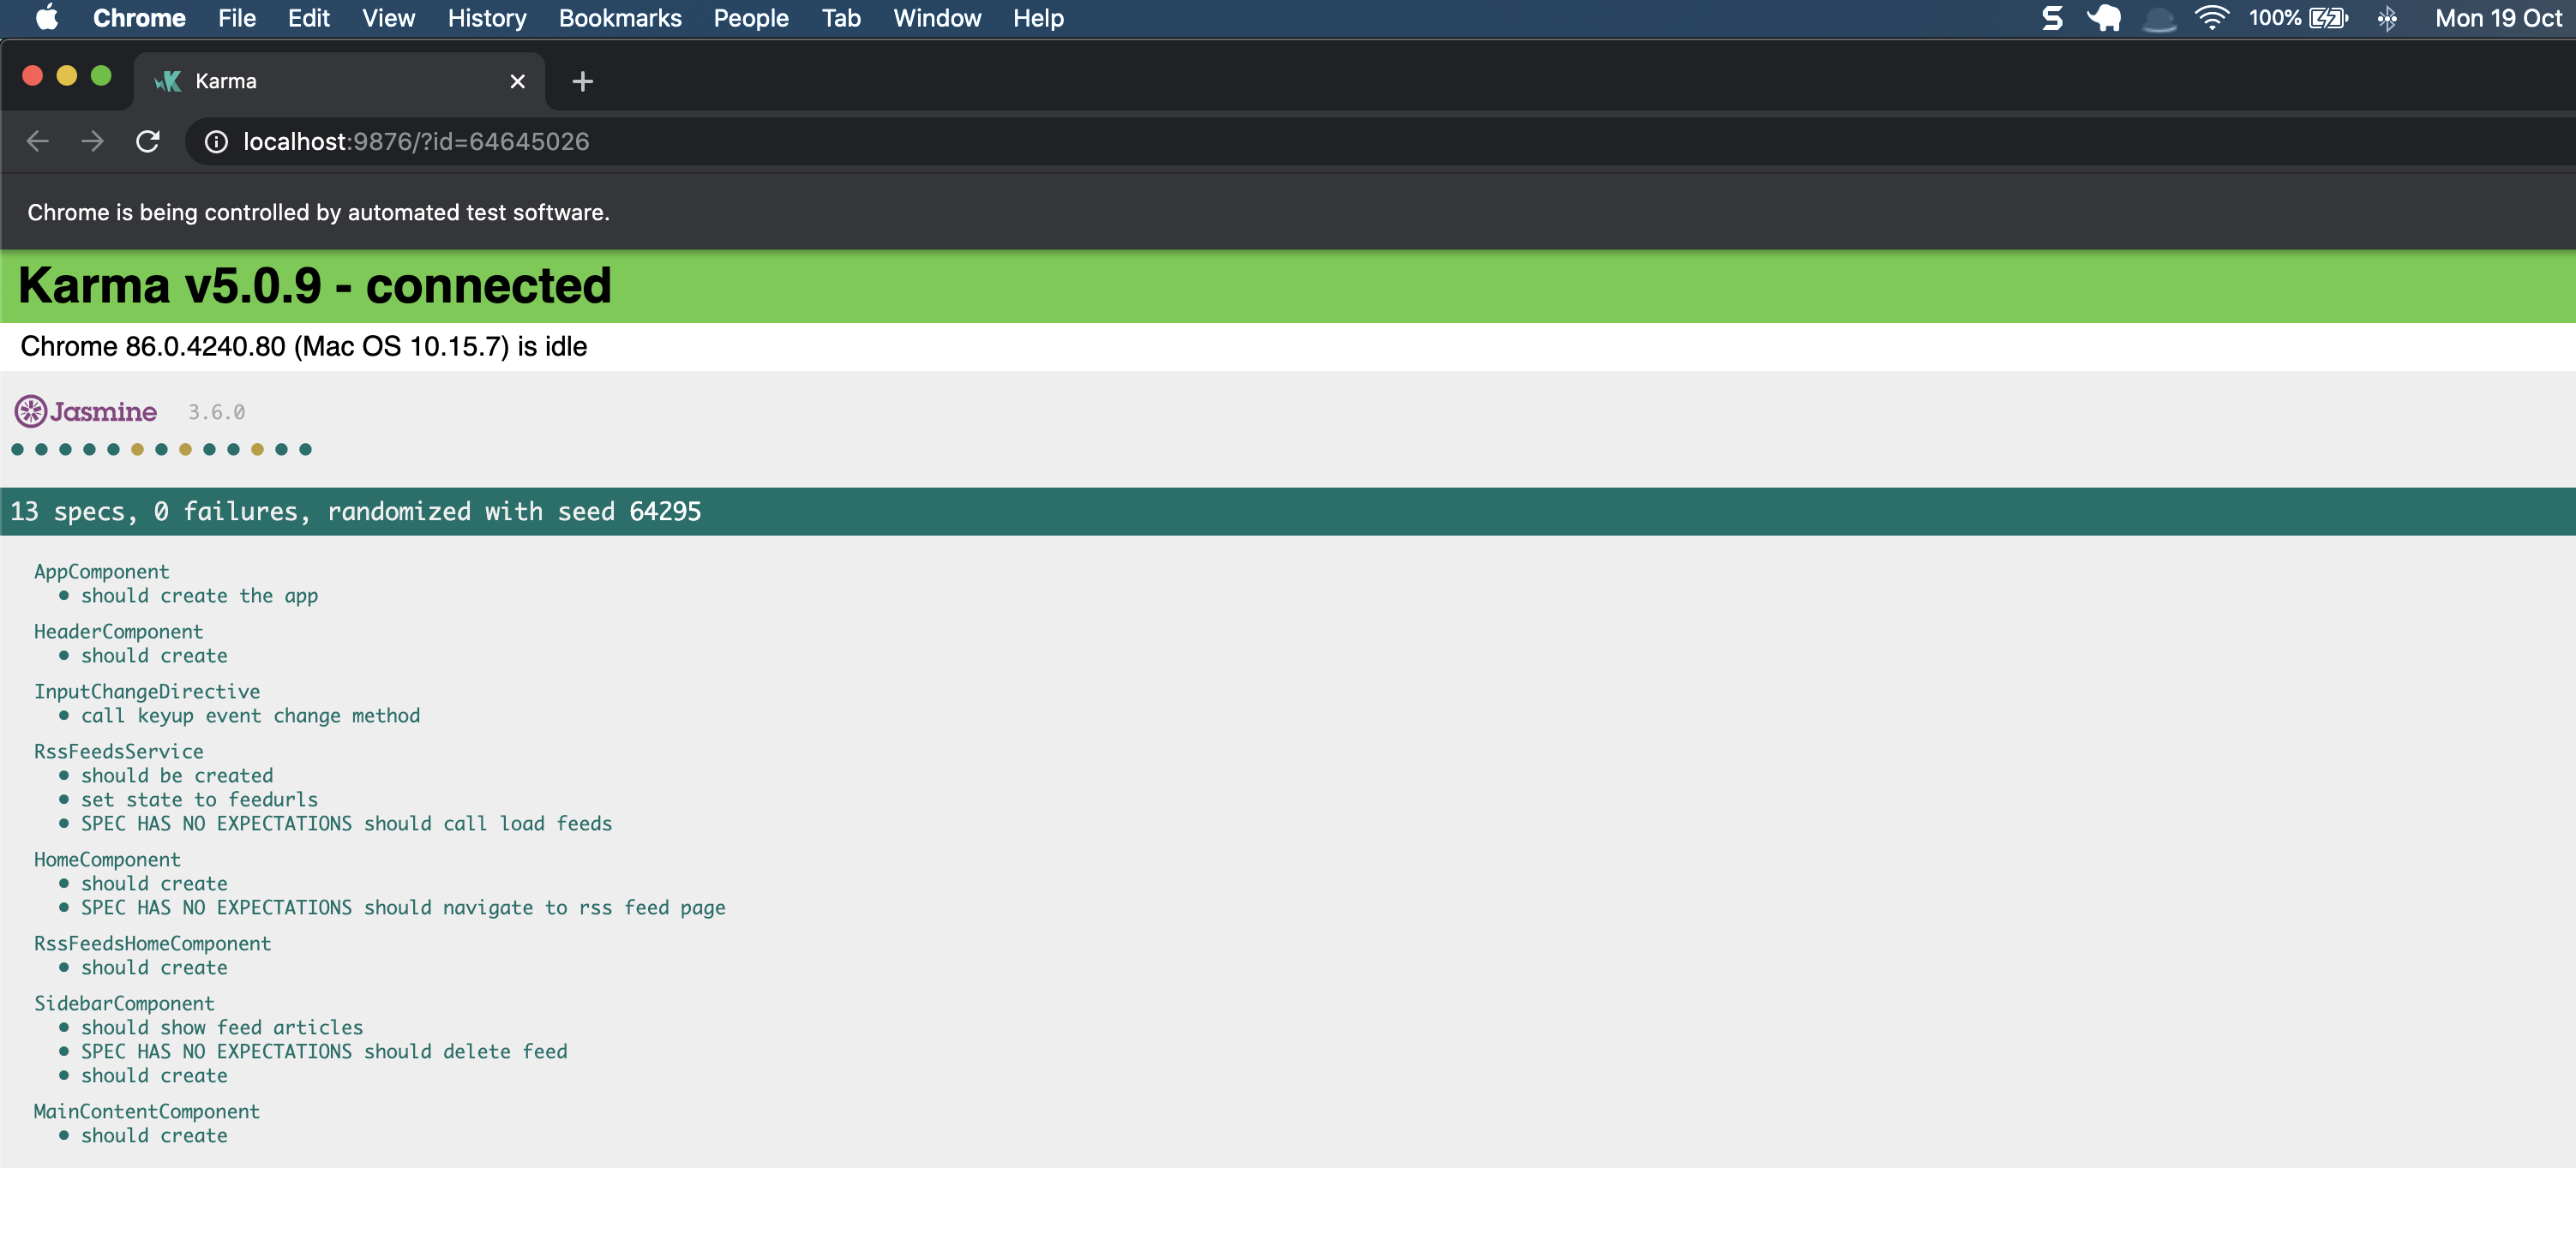 Chrome File Edit View History Bookmarks People Tab Window Help 100% Mon 19 Oct
Karma
localhost:9876/?id=64645026
Chrome is being controlled by automated test software.
Karma v5.0.9 - connected
Chrome 86.0.4240.80 (Mac OS 10.15.7) is idle
Jasmine 3.6.0
13 specs, 0 failures, randomized with seed 64295
AppComponent
• should create the app
HeaderComponent
• should create
InputChangeDirective
• call keyup event change method
RssFeedsService
• should be created
• set state to feedurls
• SPEC HAS NO EXPECTATIONS should call load feeds
HomeComponent
• should create
• SPEC HAS NO EXPECTATIONS should navigate to rss feed page
RssFeedsHomeComponent
• should create
SidebarComponent
• should show feed articles
• SPEC HAS NO EXPECTATIONS should delete feed
• should create
MainContentComponent
• should create